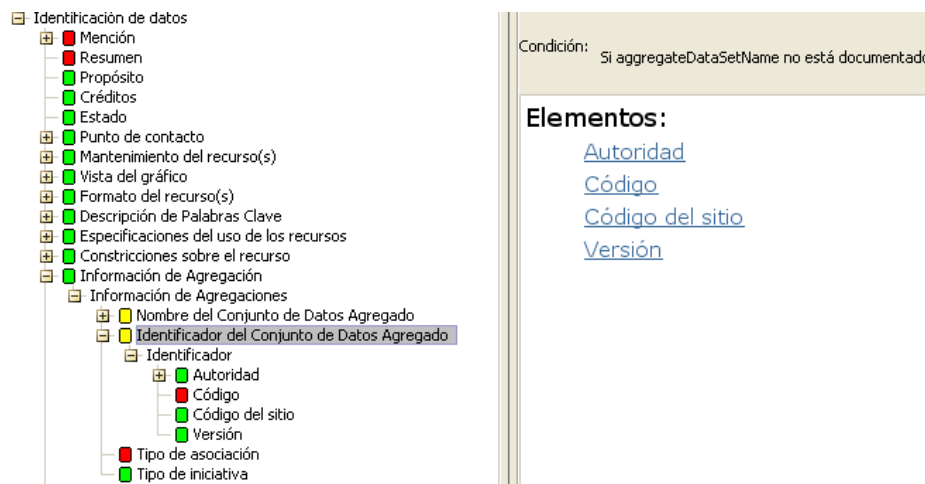 Identificación de datos
Mención
Resumen
Propósito
Créditos
Estado
Punto de contacto
Mantenimiento del recurso(s)
Vista del gráfico
Formato del recurso(s)
Descripción de Palabras Clave
Especificaciones del uso de los recursos
Constricciones sobre el recurso
Información de Agregación
Información de Agregaciones
Nombre del Conjunto de Datos Agregado
Identificador del Conjunto de Datos Agregado
Identificador
Autoridad
Código
Código del sitio
Versión
Tipo de asociación
Tipo de iniciativa
Condición:
Si aggregateDataSetName no está documentado
Elementos:
Autoridad
Código
Código del sitio
Versión